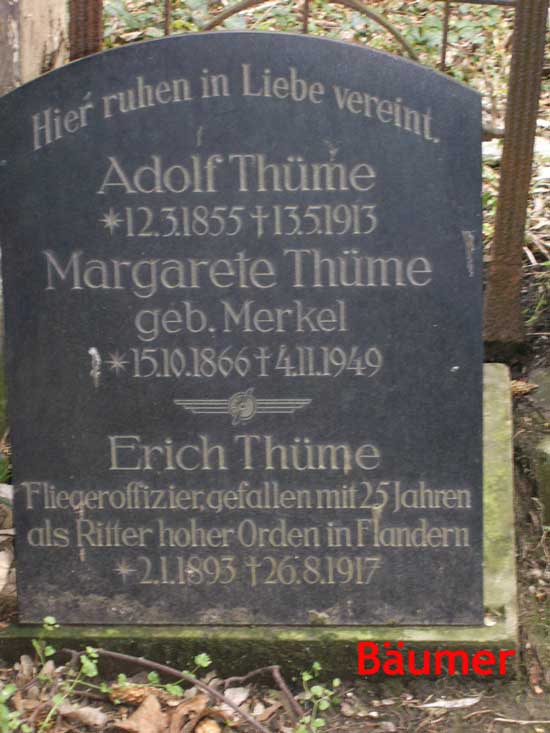 Hier ruhen in Liebe vereint.
Adolf Thüme
*12.3.1855 †13.5.1913
Margarete Thüme
geb. Merkel
*15.10.1866 †4.11.1949
Erich Thüme
Fliegeroffizier, gefallen mit 25 Jahren
als Ritter hoher Orden in Flandern
*2.1.1893 †26.8.1917
Bäumer